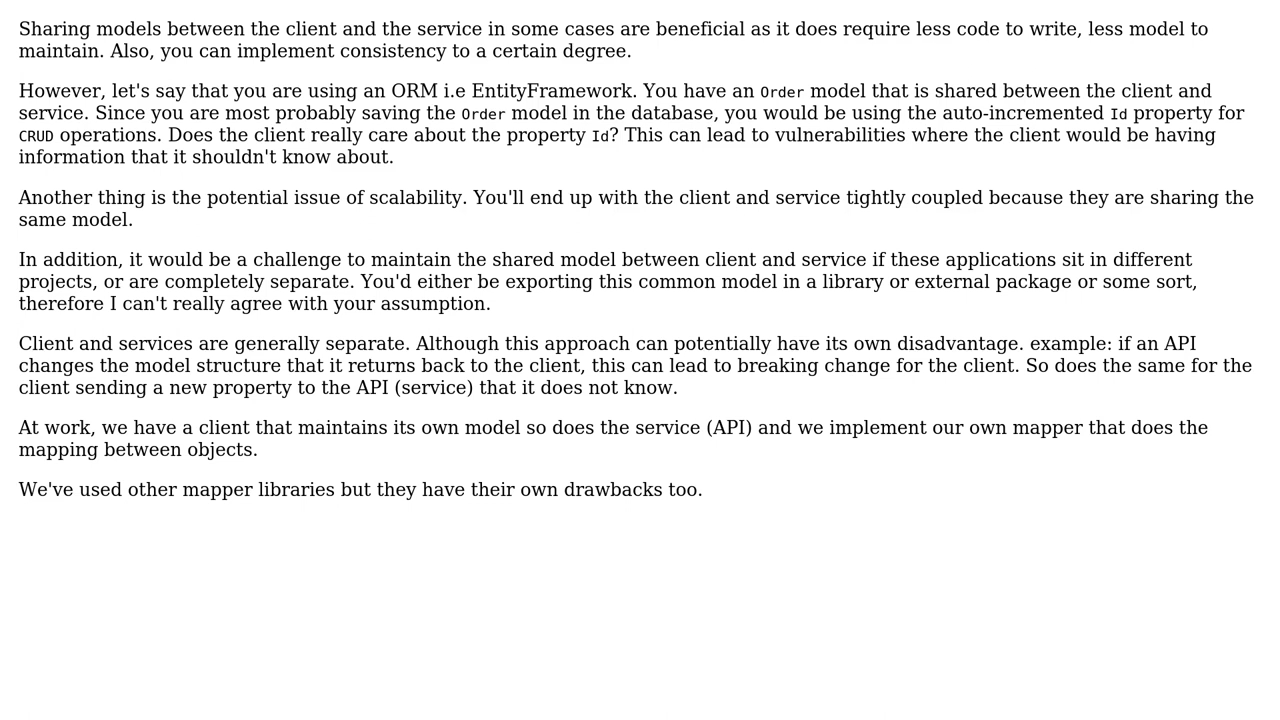 Sharing models between the client and the service in some cases are beneficial as it does require less code to write, less model to
maintain. Also, you can implement consistency to a certain degree.
However, let's say that you are using an ORM i.e EntityFramework. You have an Order model that is shared between the client and
service. Since you are most probably saving the Order model in the database, you would be using the auto-incremented Id property for
CRUD operations. Does the client really care about the property Id? This can lead to vulnerabilities where the client would be having
information that it shouldn't know about.
Another thing is the potential issue of scalability. You'll end up with the client and service tightly coupled because they are sharing the
same model.
In addition, it would be a challenge to maintain the shared model between client and service if these applications sit in different
projects, or are completely separate. You'd either be exporting this common model in a library or external package or some sort,
therefore I can't really agree with your assumption.
Client and services are generally separate. Although this approach can potentially have its own disadvantage. example: if an API
changes the model structure that it returns back to the client, this can lead to breaking change for the client. So does the same for the
client sending a new property to the API (service) that it does not know.
At work, we have a client that maintains its own model so does the service (API) and we implement our own mapper that does the
mapping between objects.
We've used other mapper libraries but they have their own drawbacks too.